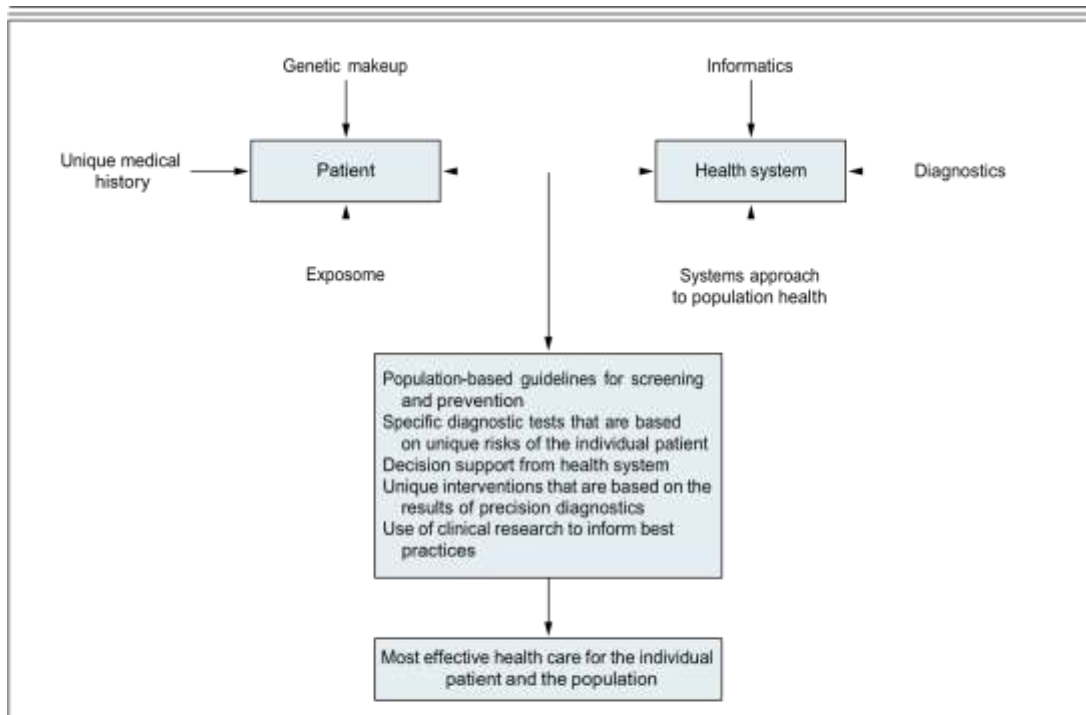 Genetic makeup
Informatics
Unique medical
history
Patient
Health system
Diagnostics
Exposome
Systems approach
to population health
Population-based guidelines for screening
and prevention
Specific diagnostic tests that are based
on unique risks of the individual patient
Decision support from health system
Unique interventions that are based on the
results of precision diagnostics
Use of clinical research to inform best
practices
Most effective health care for the individual
patient and the population